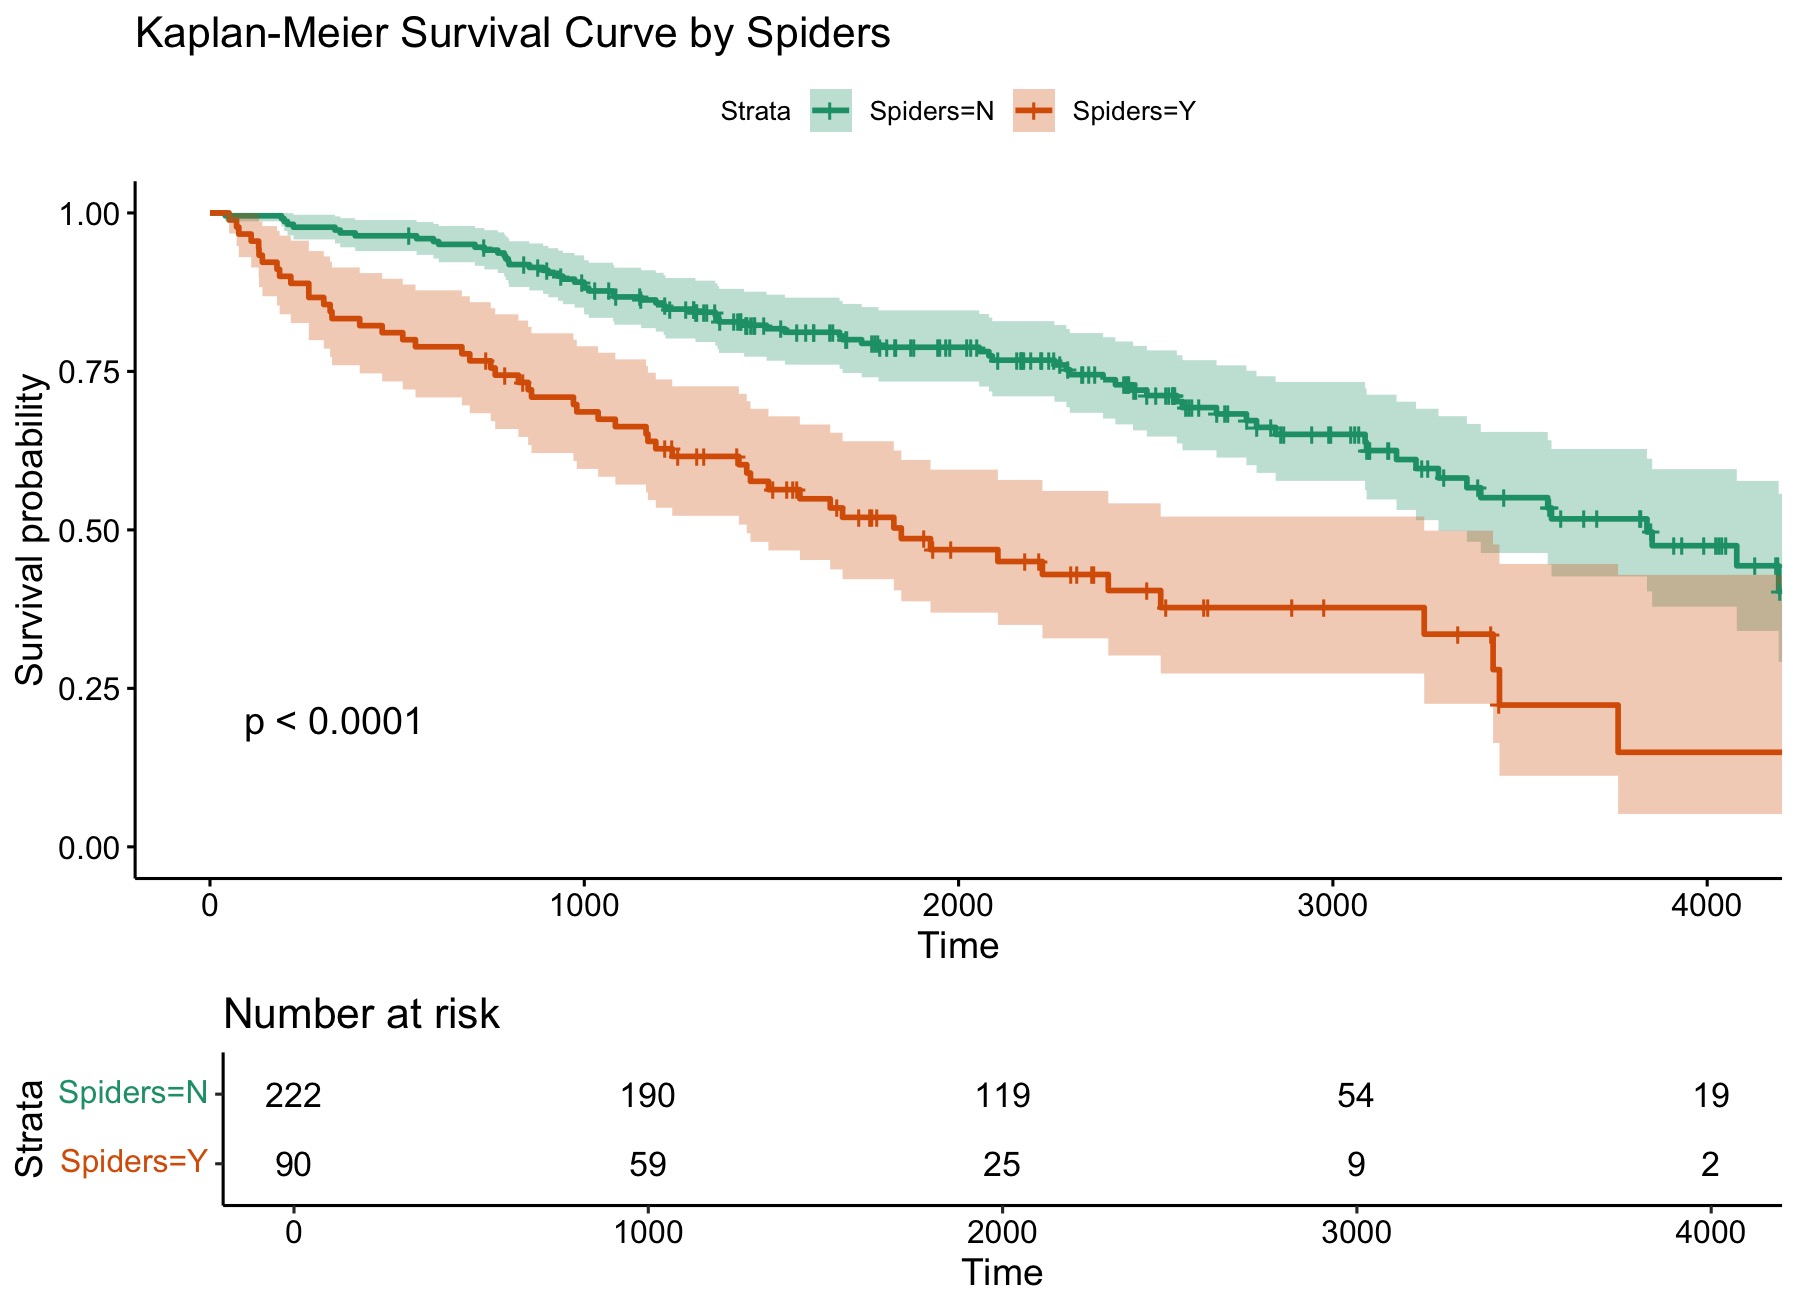 Kaplan-Meier Survival Curve by Spiders
Strata Spiders=N Spiders=Y
Survival probability
1.00
0.75
0.50
0.25
0.00
p < 0.0001
0 1000 2000 3000 4000
Time
Number at risk
Strata
Spiders=N 222 190 119 54 19
Spiders=Y 90 59 25 9 2
0 1000 2000 3000 4000
Time